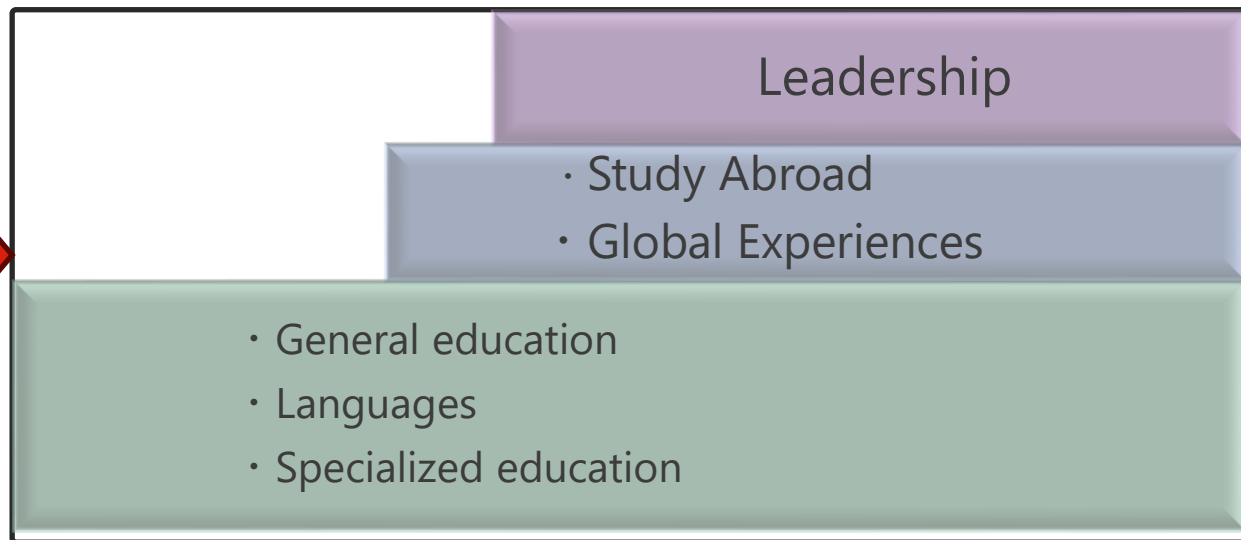 Leadership
・Study Abroad
・Global Experiences
・General education
・Languages
・Specialized education